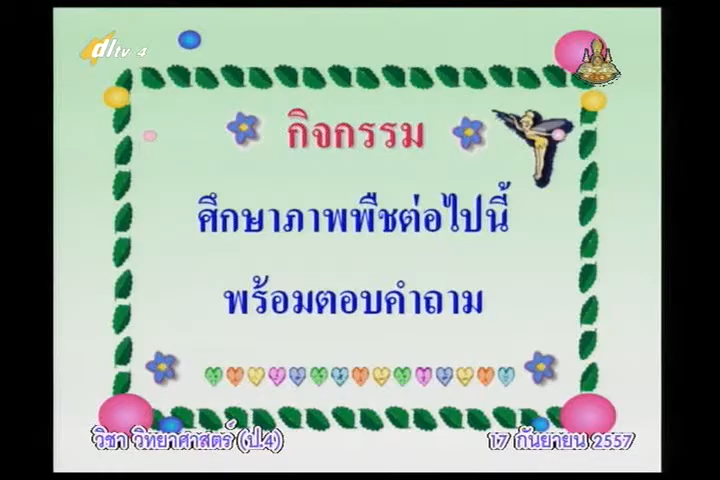 dltv 4
กิจกรรม
ศึกษาภาพพืชต่อไปนี้
พร้อมตอบคำถาม
วิชา วิทยาศาสตร์ (ป.4)
17 กันยายน 2557